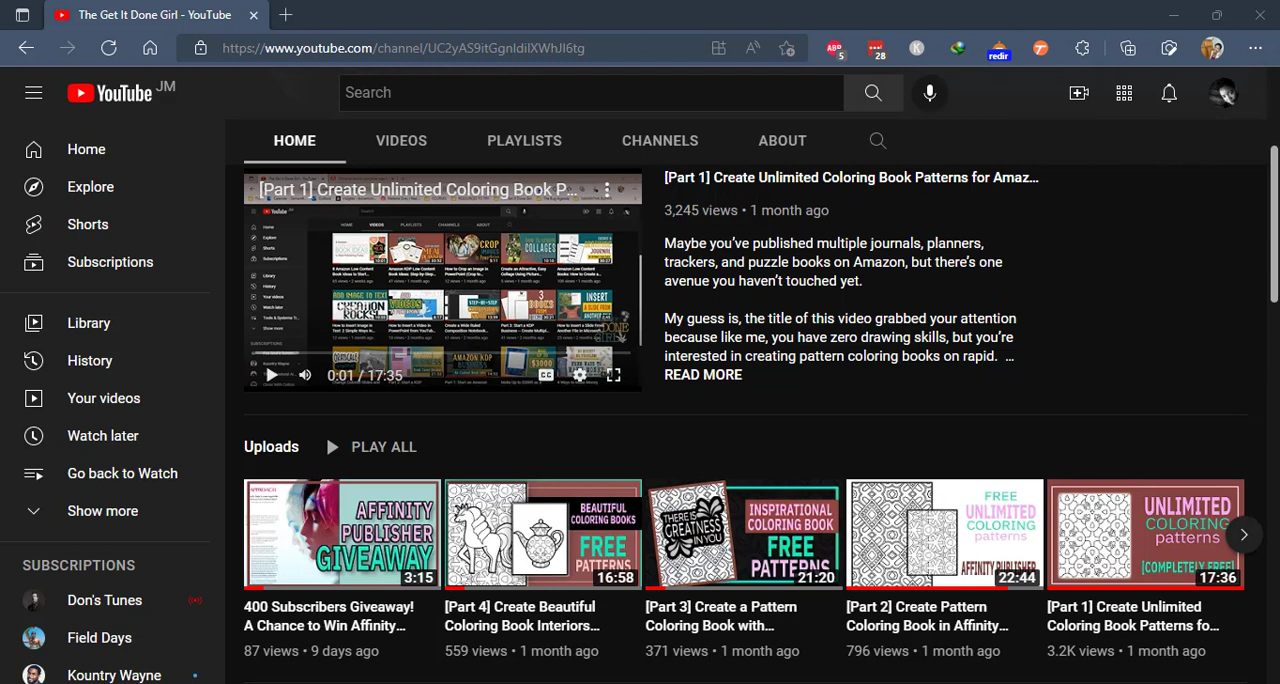 The Get It Done Girl - YouTube
https://www.youtube.com/channel/UC2yAS9itGgnIdilXWhJl6tg
5
28
redir
YouTube JM
Search
HOME VIDEOS PLAYLISTS CHANNELS ABOUT
Home
Explore
Shorts
Subscriptions
Library
History
Your videos
Watch later
Go back to Watch
Show more
SUBSCRIPTIONS
Don's Tunes
Field Days
Kountry Wayne
[Part 1] Create Unlimited Coloring Book P...
0:01 / 17:35
[Part 1] Create Unlimited Coloring Book Patterns for Amaz...
3,245 views • 1 month ago
Maybe you've published multiple journals, planners,
trackers, and puzzle books on Amazon, but there's one
avenue you haven't touched yet.
My guess is, the title of this video grabbed your attention
because like me, you have zero drawing skills, but you're
interested in creating pattern coloring books on rapid. ...
READ MORE
Uploads PLAY ALL
AFFINITY
PUBLISHER
GIVEAWAY
3:15
400 Subscribers Giveaway!
A Chance to Win Affinity...
87 views • 9 days ago
BEAUTIFUL
COLORING BOOKS
FREE
PATTERNS
16:58
[Part 4] Create Beautiful
Coloring Book Interiors...
559 views • 1 month ago
THERE IS
GREATNESS
IN YOU
INSPIRATIONAL
COLORING BOOK
FREE
PATTERNS
21:20
[Part 3] Create a Pattern
Coloring Book with...
371 views • 1 month ago
FREE
UNLIMITED
COLORING
patterns
AFFINITY PUBLISHER
22:44
[Part 2] Create Pattern
Coloring Book in Affinity...
796 views • 1 month ago
UNLIMITED
COLORING
patterns
[COMPLETELY FREE]
17:36
[Part 1] Create Unlimited
Coloring Book Patterns fo...
3.2K views • 1 month ago